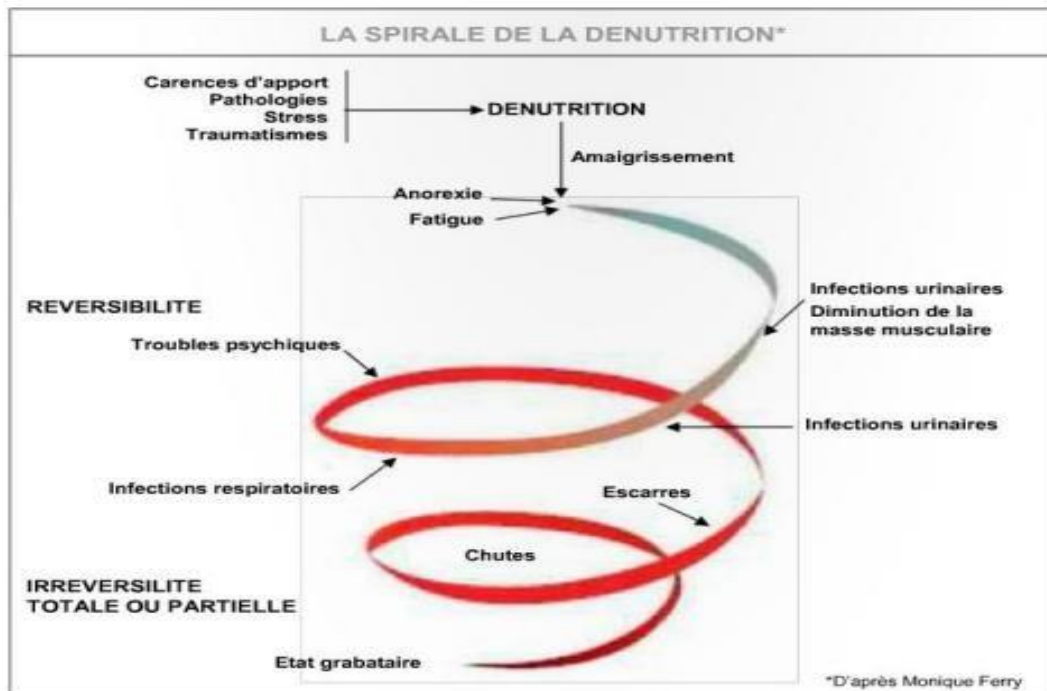 LA SPIRALE DE LA DENUTRITION*
Carences d'apport
Pathologies
Stress
Traumatismes
DENUTRITION
Amaigrissement
Anorexie
Fatigue
Infections urinaires
Diminution de la
masse musculaire
REVERSIBILITE
Troubles psychiques
Infections urinaires
Infections respiratoires
Escarres
Chutes
IRREVERSILITE
TOTALE OU PARTIELLE
Etat grabataire
*D'après Monique Ferry